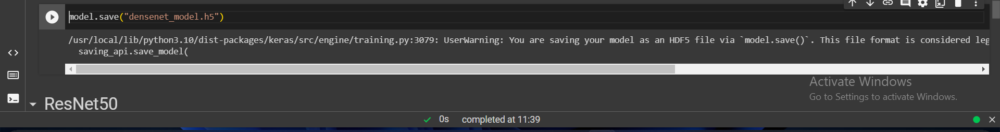 model.save("densenet_model.h5")
/usr/local/lib/python3.10/dist-packages/keras/src/engine/training.py:3079: UserWarning: You are saving your model as an HDF5 file via `model.save()`. This file format is considered leg
saving_api.save_model(
Activate Windows
Go to Settings to activate Windows.
ResNet50
0s completed at 11:39